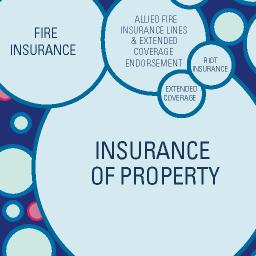 FIRE
INSURANCE
ALLIED FIRE
INSURANCE LINES
& EXTENDED
COVERAGE
ENDORSEMENT
RIOT
INSURANCE
EXTENDED
COVERAGE
INSURANCE
OF PROPERTY